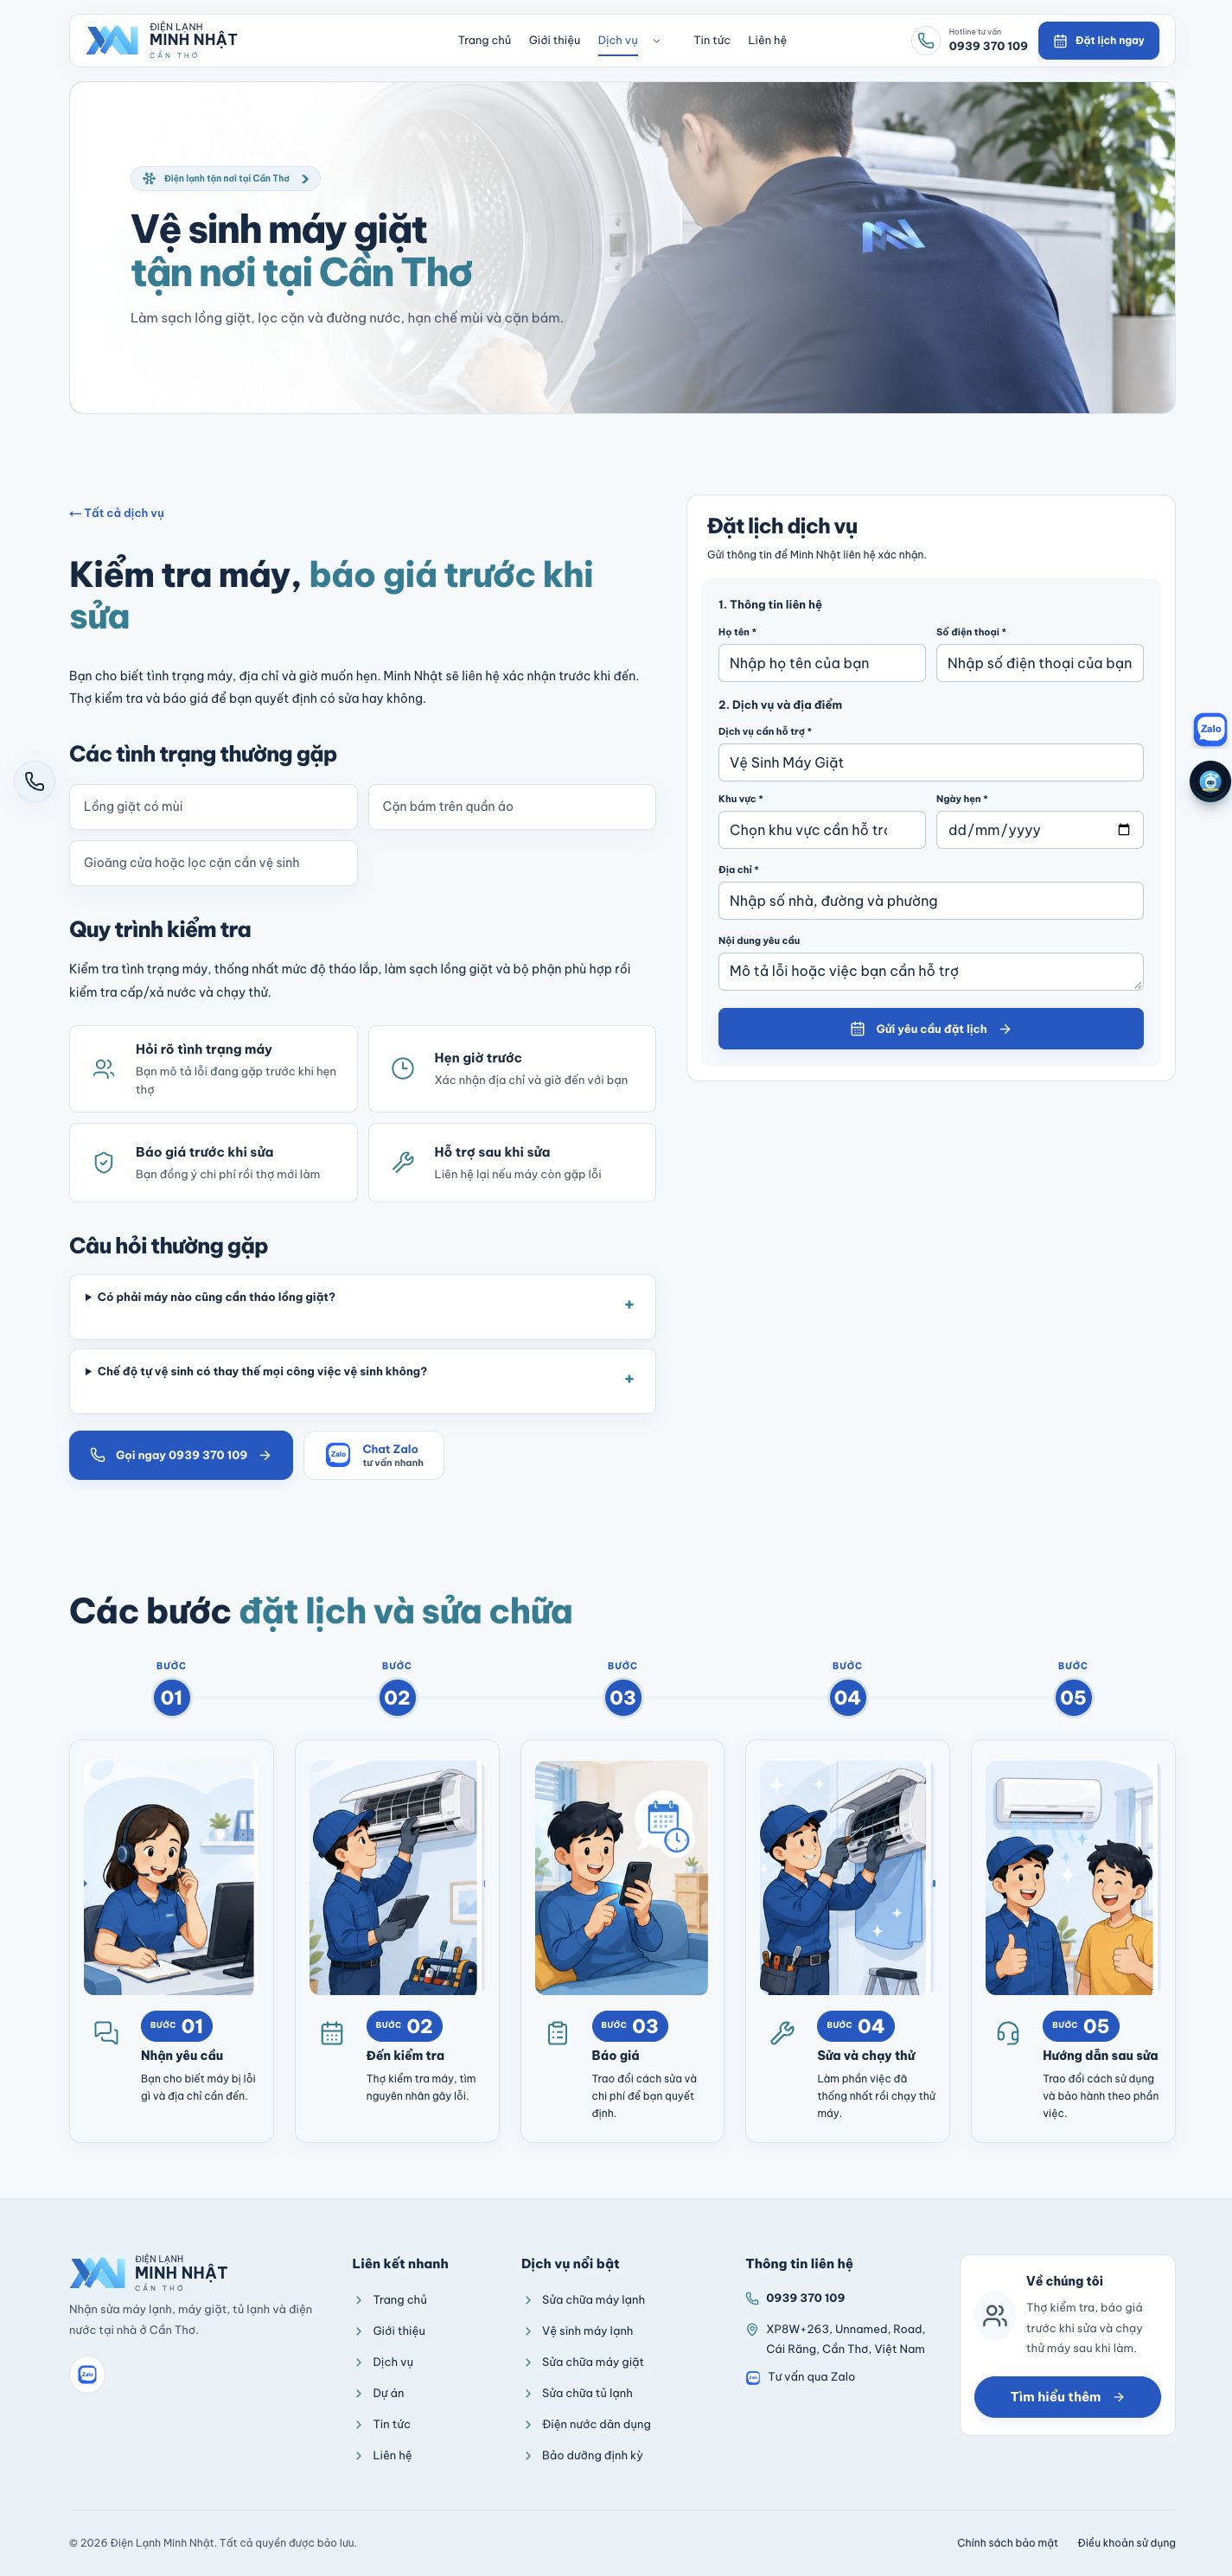 ĐIỆN LẠNH
MINH NHẬT
CẦN THƠ
Trang chủ
Giới thiệu
Dịch vụ
Tin tức
Liên hệ
Hotline tư vấn
0939 370 109
Đặt lịch ngay
Điện lạnh tận nơi tại Cần Thơ
Vệ sinh máy giặt
tận nơi tại Cần Thơ
Làm sạch lồng giặt, lọc cặn và đường nước, hạn chế mùi và cặn bám.
← Tất cả dịch vụ
Kiểm tra máy, báo giá trước khi
sửa
Bạn cho biết tình trạng máy, địa chỉ và giờ muốn hẹn. Minh Nhật sẽ liên hệ xác nhận trước khi đến.
Thợ kiểm tra và báo giá để bạn quyết định có sửa hay không.
Các tình trạng thường gặp
Lồng giặt có mùi
Cặn bám trên quần áo
Gioăng cửa hoặc lọc cặn cần vệ sinh
Quy trình kiểm tra
Kiểm tra tình trạng máy, thống nhất mức độ tháo lắp, làm sạch lồng giặt và bộ phận phù hợp rồi
kiểm tra cấp/xả nước và chạy thử.
Hỏi rõ tình trạng máy
Bạn mô tả lỗi đang gặp trước khi hẹn
thợ
Hẹn giờ trước
Xác nhận địa chỉ và giờ đến với bạn
Báo giá trước khi sửa
Bạn đồng ý chi phí rồi thợ mới làm
Hỗ trợ sau khi sửa
Liên hệ lại nếu máy còn gặp lỗi
Câu hỏi thường gặp
Có phải máy nào cũng cần tháo lồng giặt?
+
Chế độ tự vệ sinh có thay thế mọi công việc vệ sinh không?
+
Gọi ngay 0939 370 109
Zalo
Chat Zalo
tư vấn nhanh
Đặt lịch dịch vụ
Gửi thông tin để Minh Nhật liên hệ xác nhận.
1. Thông tin liên hệ
Họ tên *
Số điện thoại *
Nhập họ tên của bạn
Nhập số điện thoại của bạn
2. Dịch vụ và địa điểm
Dịch vụ cần hỗ trợ *
Vệ Sinh Máy Giặt
Khu vực *
Ngày hẹn *
Chọn khu vực cần hỗ trợ
dd/mm/yyyy
Địa chỉ *
Nhập số nhà, đường và phường
Nội dung yêu cầu
Mô tả lỗi hoặc việc bạn cần hỗ trợ
Gửi yêu cầu đặt lịch
Zalo
Các bước đặt lịch và sửa chữa
BƯỚC
01
BƯỚC
02
BƯỚC
03
BƯỚC
04
BƯỚC
05
BƯỚC 01
Nhận yêu cầu
Bạn cho biết máy bị lỗi
gì và địa chỉ cần đến.
BƯỚC 02
Đến kiểm tra
Thợ kiểm tra máy, tìm
nguyên nhân gây lỗi.
BƯỚC 03
Báo giá
Trao đổi cách sửa và
chi phí để bạn quyết
định.
BƯỚC 04
Sửa và chạy thử
Làm phần việc đã
thống nhất rồi chạy thử
máy.
BƯỚC 05
Hướng dẫn sau sửa
Trao đổi cách sử dụng
và bảo hành theo phần
việc.
ĐIỆN LẠNH
MINH NHẬT
CẦN THƠ
Nhận sửa máy lạnh, máy giặt, tủ lạnh và điện
nước tại nhà ở Cần Thơ.
Zalo
Liên kết nhanh
Trang chủ
Giới thiệu
Dịch vụ
Dự án
Tin tức
Liên hệ
Dịch vụ nổi bật
Sửa chữa máy lạnh
Vệ sinh máy lạnh
Sửa chữa máy giặt
Sửa chữa tủ lạnh
Điện nước dân dụng
Bảo dưỡng định kỳ
Thông tin liên hệ
0939 370 109
XP8W+263, Unnamed, Road,
Cái Răng, Cần Thơ, Việt Nam
Zalo
Tư vấn qua Zalo
Về chúng tôi
Thợ kiểm tra, báo giá
trước khi sửa và chạy
thử máy sau khi làm.
Tìm hiểu thêm
© 2026 Điện Lạnh Minh Nhật. Tất cả quyền được bảo lưu.
Chính sách bảo mật
Điều khoản sử dụng